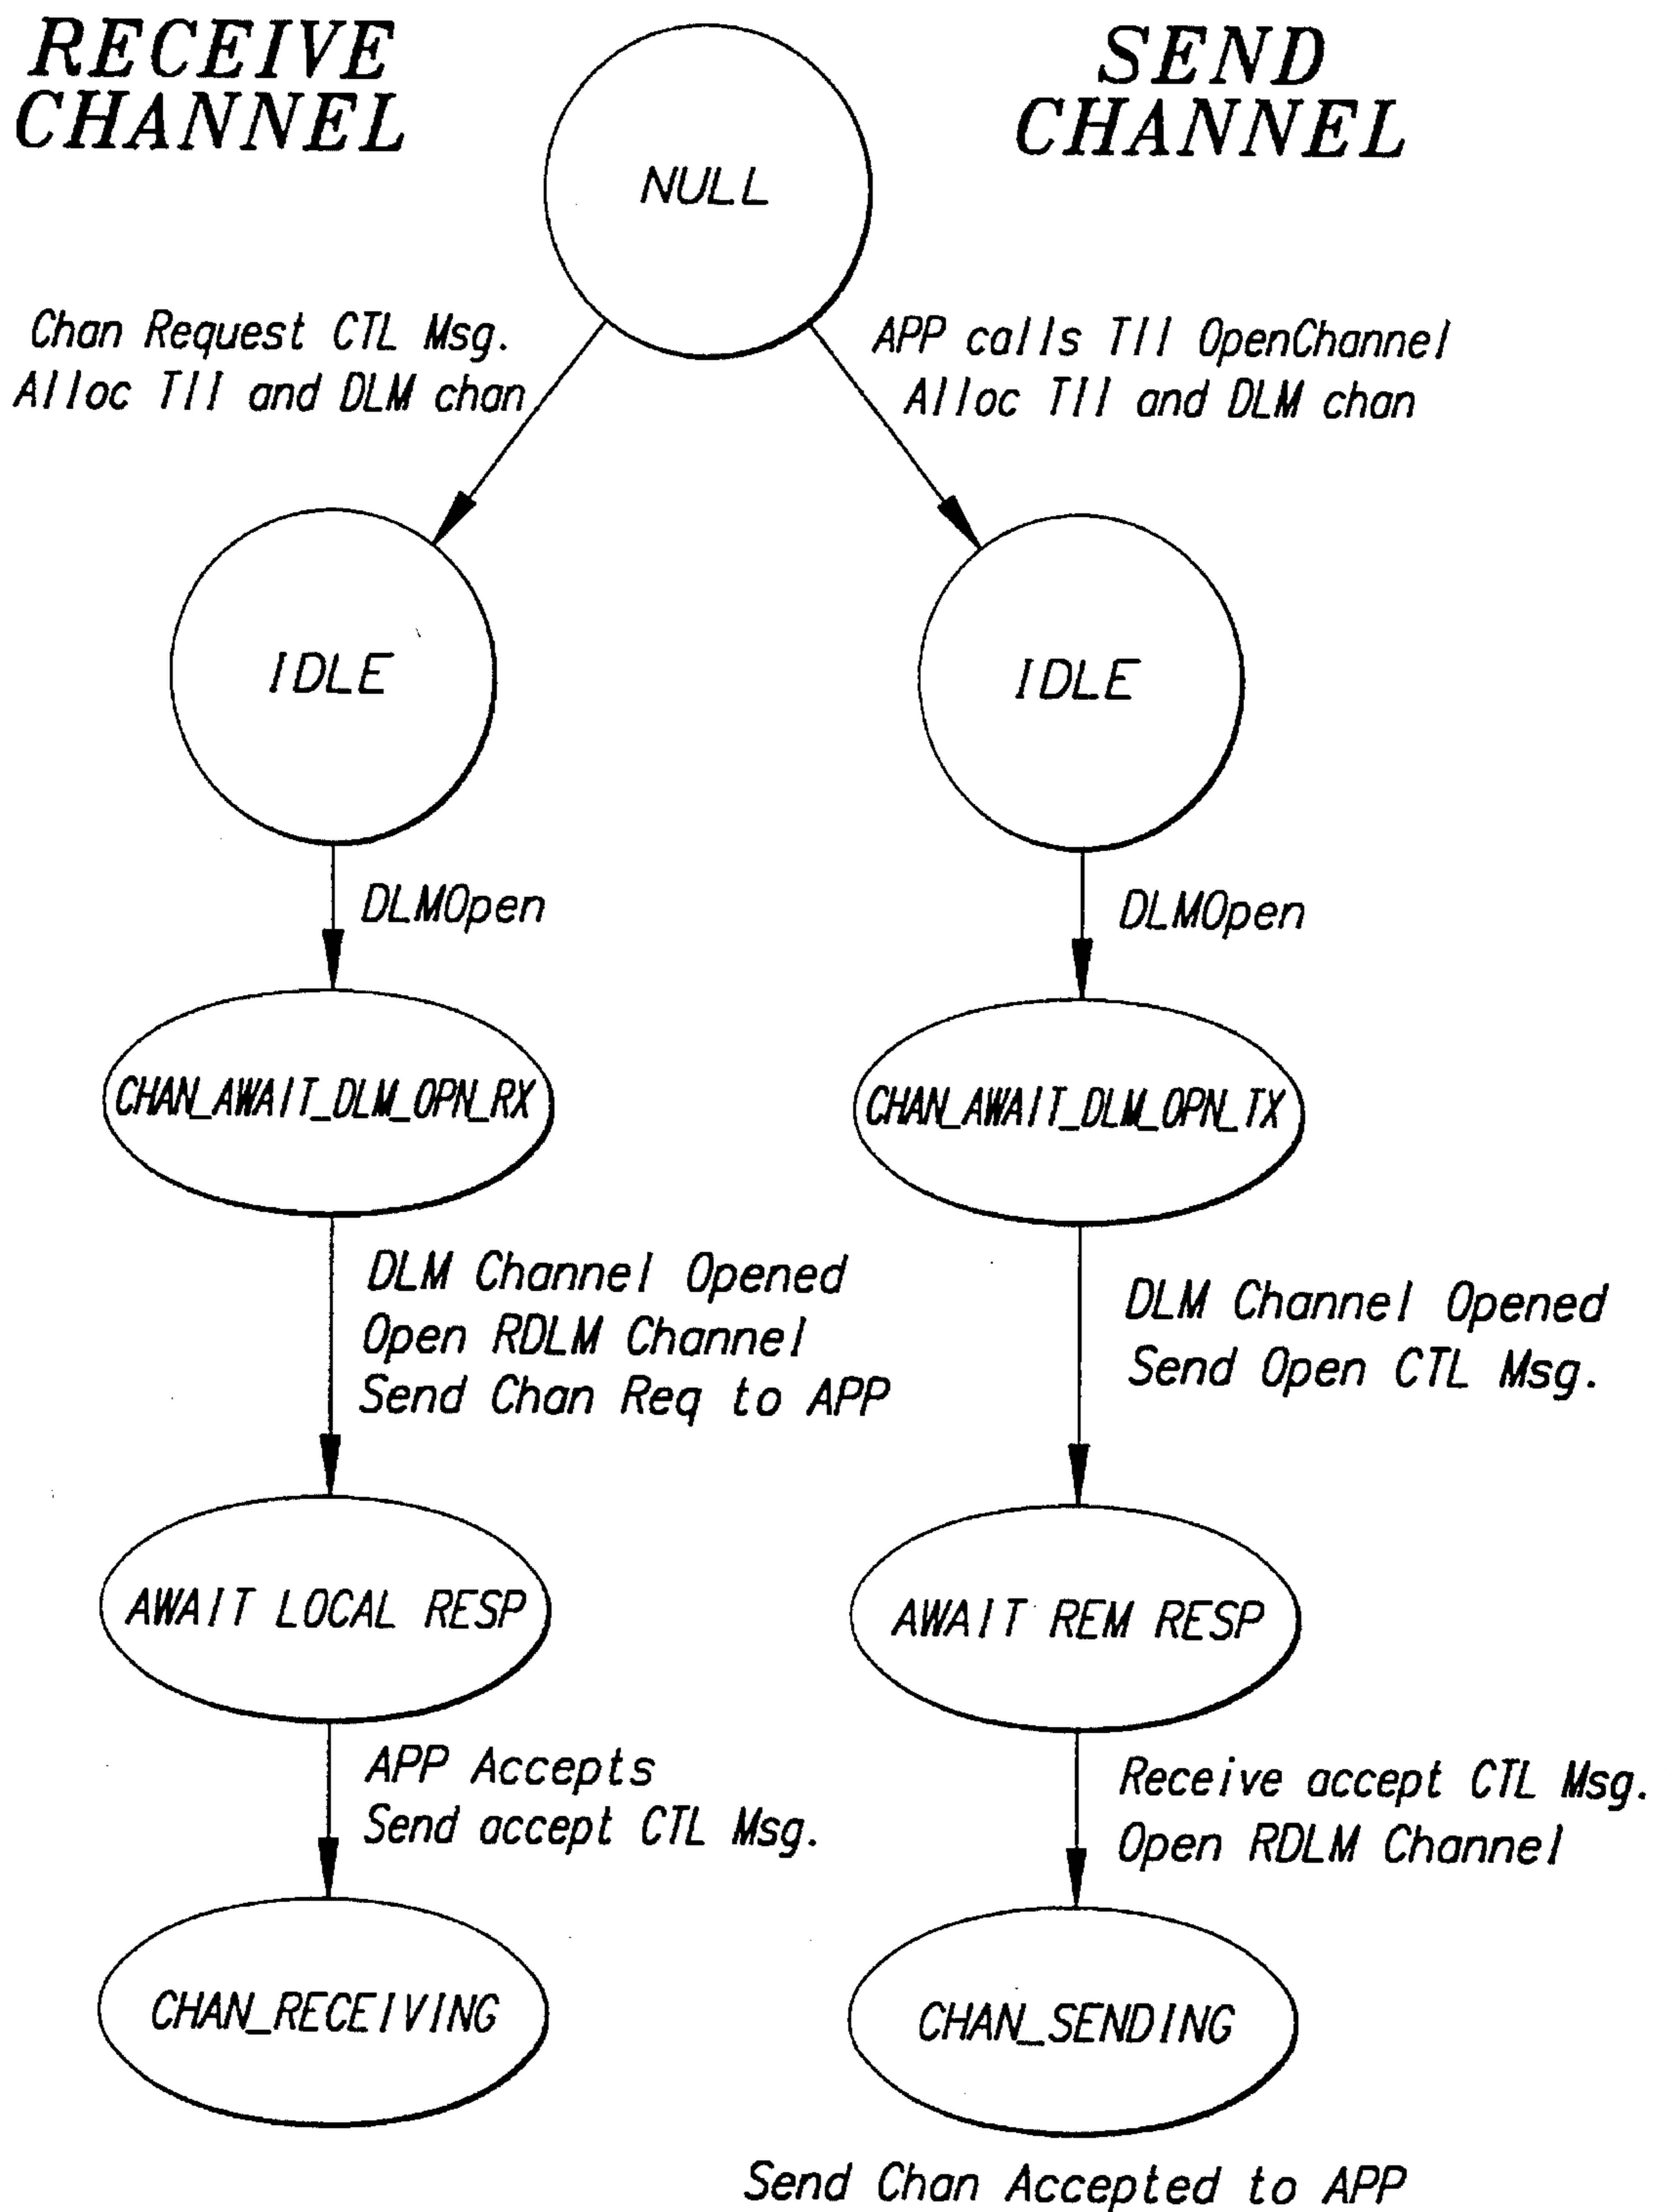 RECEIVE
CHANNEL
SEND
CHANNEL
NULL
Chan Request CTL Msg.
Alloc TII and DLM chan
APP calls TII OpenChannel
Alloc TII and DLM chan
IDLE
IDLE
DLMOpen
DLMOpen
CHAN_AWAIT_DLM_OPN_RX
CHAN_AWAIT_DLM_OPN_TX
DLM Channel Opened
Open RDLM Channel
Send Chan Req to APP
DLM Channel Opened
Send Open CTL Msg.
AWAIT LOCAL RESP
AWAIT REM RESP
APP Accepts
Send accept CTL Msg.
Receive accept CTL Msg.
Open RDLM Channel
CHAN_RECEIVING
CHAN_SENDING
Send Chan Accepted to APP